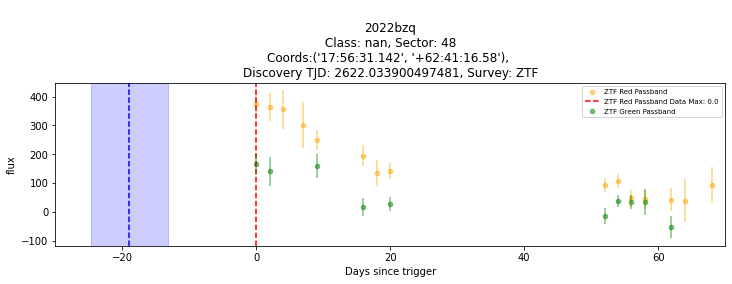 2022bzq
Class: nan, Sector: 48
Coords:('17:56:31.142', '+62:41:16.58'),
Discovery TJD: 2622.033900497481, Survey: ZTF
ZTF Red Passband
ZTF Red Passband Data Max: 0.0
ZTF Green Passband
flux
400
300
200
100
0
−100
−20
0
20
40
60
Days since trigger